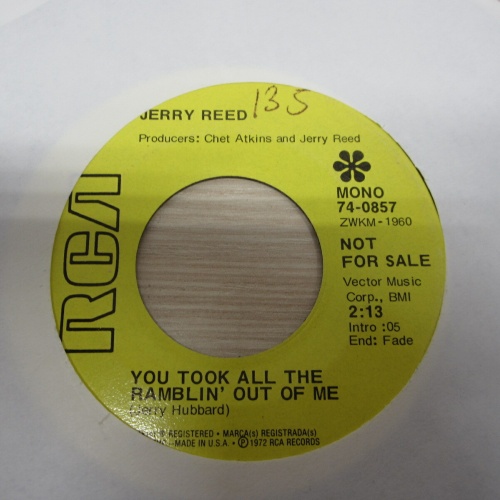 JERRY REED 135
Producers: Chet Atkins and Jerry Reed
RCA
MONO
74-0857
ZWKM-1960
NOT
FOR SALE
Vector Music
Corp., BMI
2:13
Intro :05
End: Fade
YOU TOOK ALL THE
RAMBLIN' OUT OF ME
(Jerry Hubbard)
REGISTERED • MARCA(s) REGISTRADA(s)
MADE IN U.S.A. • Ⓟ 1972 RCA RECORDS